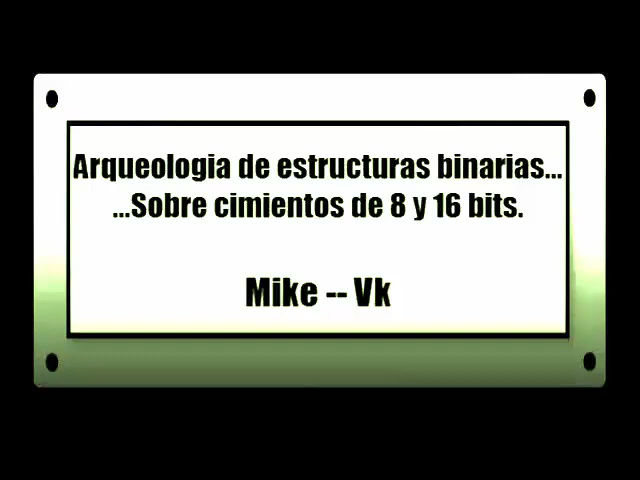 Arqueologia de estructuras binarias...
...Sobre cimientos de 8 y 16 bits.
Mike -- Vk